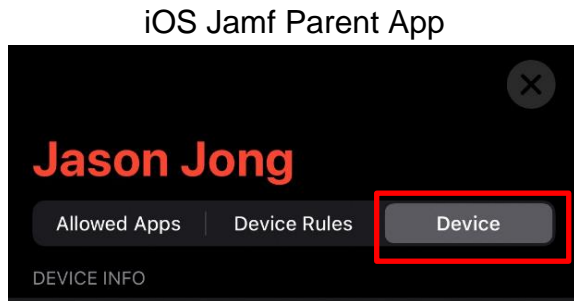 iOS Jamf Parent App
Jason Jong
Allowed Apps Device Rules Device
DEVICE INFO